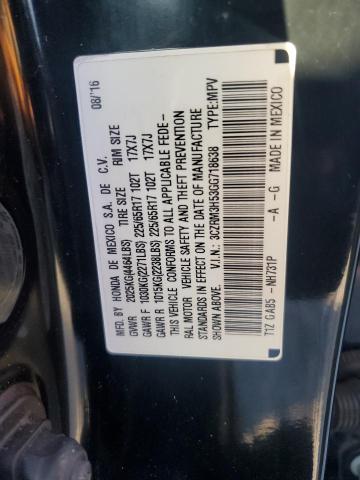 MFD. BY HONDA DE MEXICO S.A. DE C.V. 08/'16
TIRE SIZE RIM SIZE
GVWR 2025KG(4464LBS)
GAWR F 1030KG(2271LBS) 225/65R17 102T 17X7J
GAWR R 1015KG(2238LBS) 225/65R17 102T 17X7J
THIS VEHICLE CONFORMS TO ALL APPLICABLE FEDE-
RAL MOTOR VEHICLE SAFETY AND THEFT PREVENTION
STANDARDS IN EFFECT ON THE DATE OF MANUFACTURE
SHOWN ABOVE.
V.I.N.: 3CZRM3H53GG718638 TYPE:MPV
T1Z GAB5 -NH731P -A -G MADE IN MEXICO